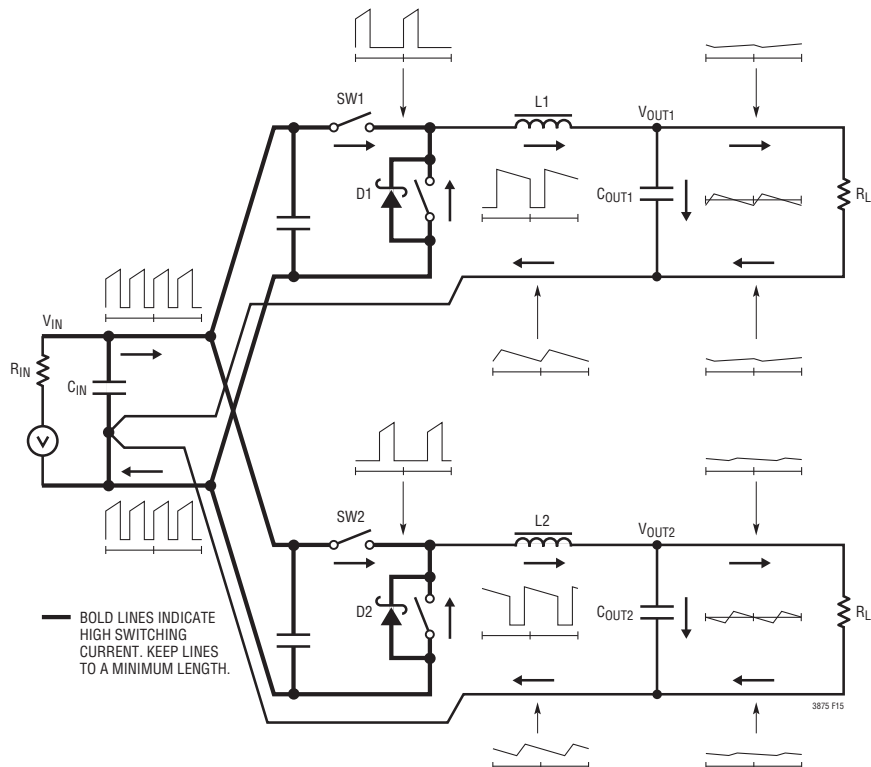 SW1
L1
VOUT1
D1
COUT1
RL
VIN
RIN
CIN
V
SW2
L2
VOUT2
D2
COUT2
RL
BOLD LINES INDICATE
HIGH SWITCHING
CURRENT. KEEP LINES
TO A MINIMUM LENGTH.
3875 F15